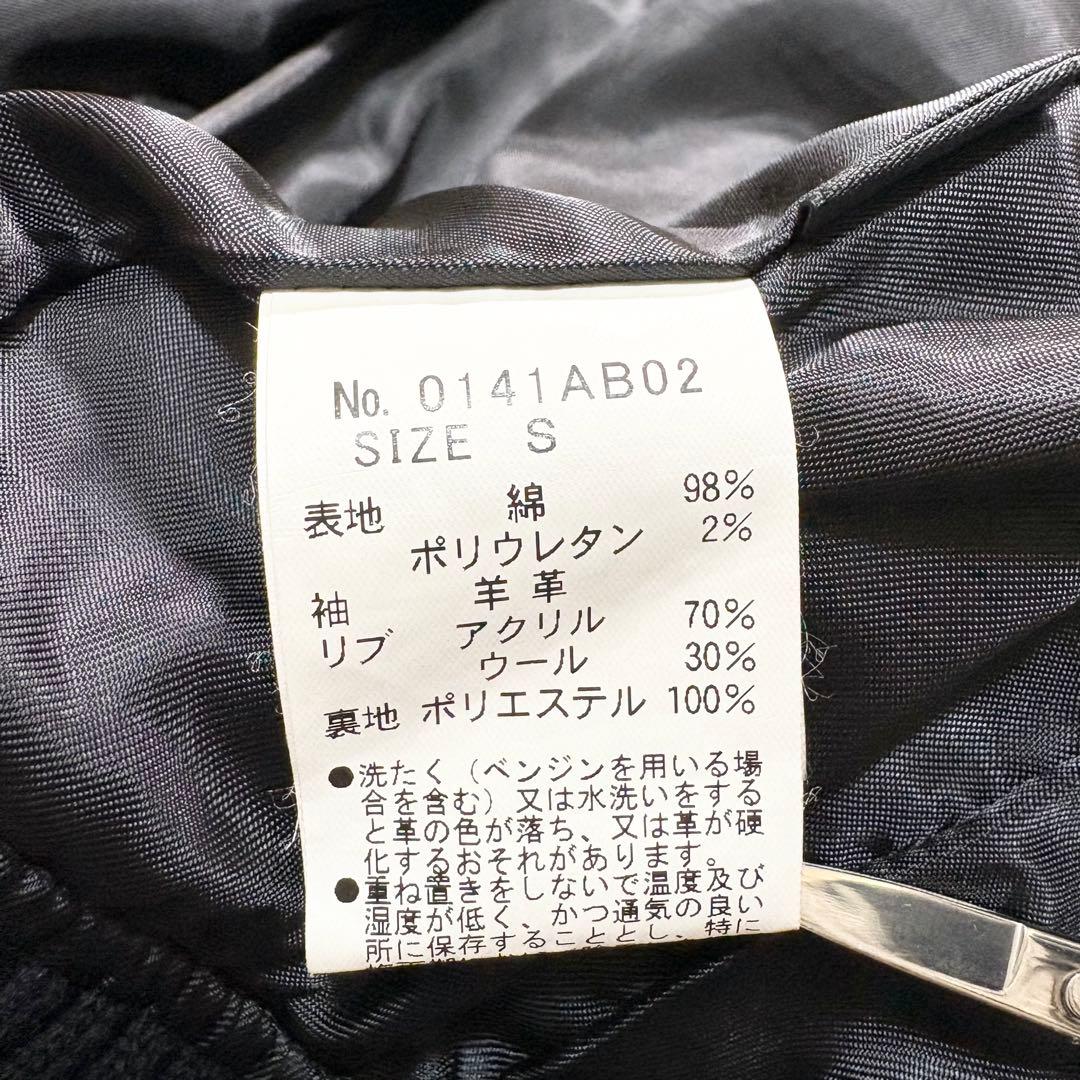 No. 0141AB02
SIZE S
表地 綿 98%
ポリウレタン 2%
袖 羊革
リブ アクリル 70%
ウール 30%
裏地 ポリエステル 100%
●洗たく（ベンジンを用いる場
合を含む）又は水洗いをする
と革の色が落ち、又は革が硬
化するおそれがあります。
●重ね置きをしないで温度及び
湿度が低く、かつ通気の良い
所に保存することとし、特に